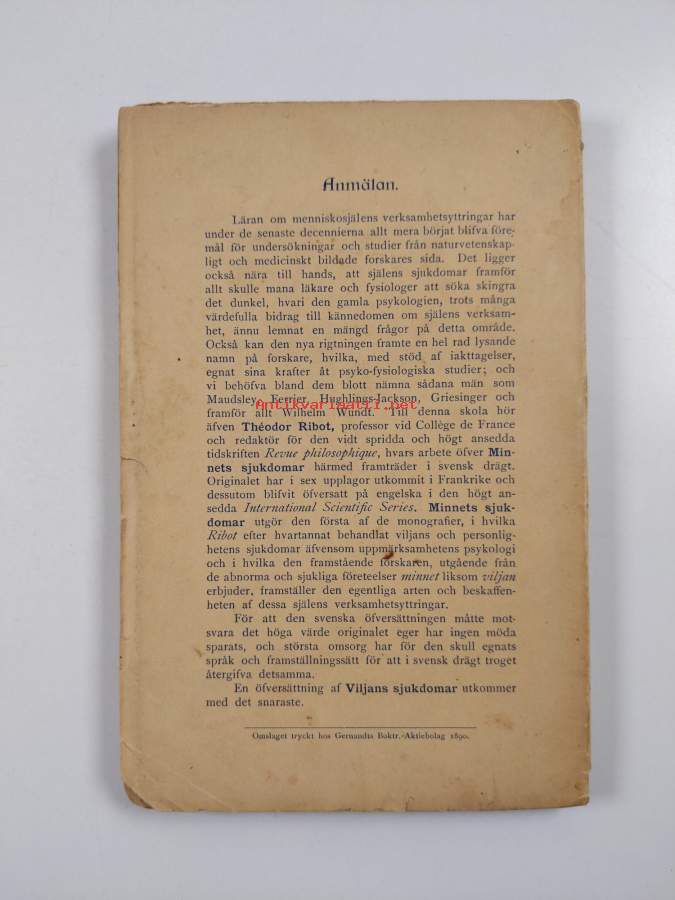 Anmälan.
Läran om menniskosjälens verksamhetsyttringar har
under de senaste decennierna allt mera börjat blifva före-
mål för undersökningar och studier från naturvetenskap-
ligt och medicinskt bildade forskares sida. Det ligger
också nära till hands, att själens sjukdomar framför
allt skulle mana läkare och fysiologer att söka skingra
det dunkel, hvari den gamla psykologien, trots många
värdefulla bidrag till kännedomen om själens verksam-
het, ännu lemnat en mängd frågor på detta område.
Också kan den nya rigtningen framte en hel rad lysande
namn på forskare, hvilka, med stöd af iakttagelser,
egnat sina krafter åt psyko-fysiologiska studier; och
vi behöfva bland dem blott nämna sådana män som
Maudsley, Ferrier, Hughlings-Jackson, Griesinger och
framför allt Wilhelm Wundt. Till denna skola hör
Antikvariaatti.net
äfven Théodor Ribot, professor vid Collège de France
och redaktör för den vidt spridda och högt ansedda
tidskriften Revue philosophique, hvars arbete öfver Min-
nets sjukdomar härmed framträder i svensk drägt.
Originalet har i sex upplagor utkommit i Frankrike och
dessutom blifvit öfversatt på engelska i den högt an-
sedda International Scientific Series. Minnets sjuk-
domar utgör den första af de monografier, i hvilka
Ribot efter hvartannat behandlat viljans och personlig-
hetens sjukdomar äfvensom uppmärksamhetens psykologi
och i hvilka den framstående forskaren, utgående från
de abnorma och sjukliga företeelser minnet liksom viljan
erbjuder, framställer den egentliga arten och beskaffen-
heten af dessa själens verksamhetsyttringar.
För att den svenska öfversättningen måtte mot-
svara det höga värde originalet eger har ingen möda
sparats, och största omsorg har för den skull egnats
språk och framställningssätt för att i svensk drägt troget
återgifva detsamma.
En öfversättning af Viljans sjukdomar utkommer
med det snaraste.
Omslaget tryckt hos Gernandts Boktr.-Aktiebolag 1890.